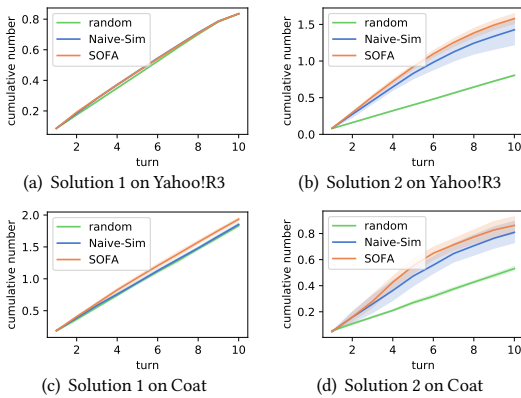 cumulative number
0.8
0.6
0.4
0.2
random
Naive-Sim
SOFA
2 4 6 8 10
turn
(a) Solution 1 on Yahoo!R3
cumulative number
1.5
1.0
0.5
0.0
random
Naive-Sim
SOFA
2 4 6 8 10
turn
(b) Solution 2 on Yahoo!R3
cumulative number
2.0
1.5
1.0
0.5
random
Naive-Sim
SOFA
2 4 6 8 10
turn
(c) Solution 1 on Coat
cumulative number
0.8
0.6
0.4
0.2
random
Naive-Sim
SOFA
2 4 6 8 10
turn
(d) Solution 2 on Coat